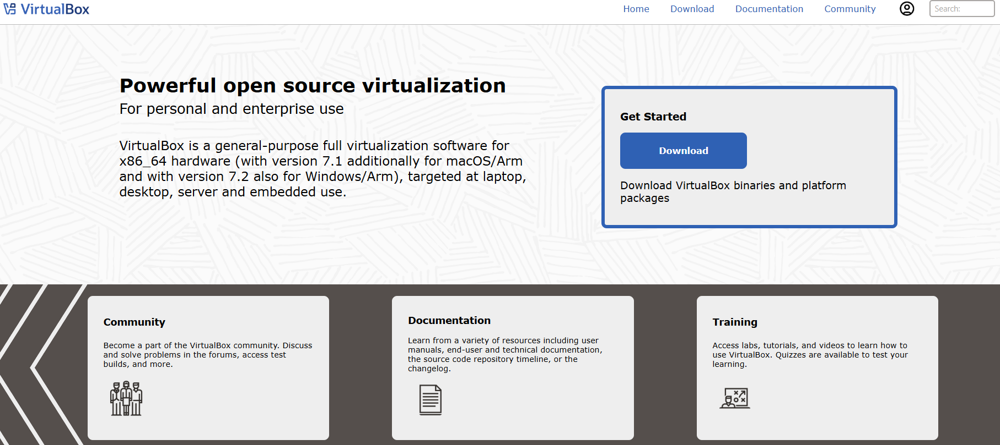 VirtualBox
Home Download Documentation Community Search:
Powerful open source virtualization
For personal and enterprise use
VirtualBox is a general-purpose full virtualization software for
x86_64 hardware (with version 7.1 additionally for macOS/Arm
and with version 7.2 also for Windows/Arm), targeted at laptop,
desktop, server and embedded use.
Get Started
Download
Download VirtualBox binaries and platform
packages
Community
Become a part of the VirtualBox community. Discuss
and solve problems in the forums, access test
builds, and more.
Documentation
Learn from a variety of resources including user
manuals, end-user and technical documentation,
the source code repository timeline, or the
changelog.
Training
Access labs, tutorials, and videos to learn how to
use VirtualBox. Quizzes are available to test your
learning.